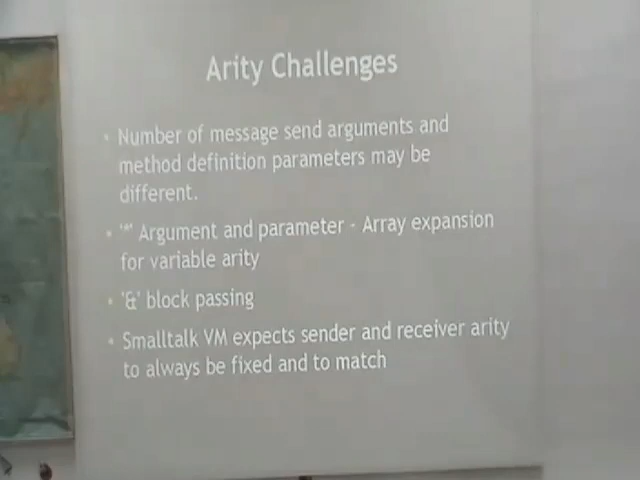 Arity Challenges
• Number of message send arguments and
method definition parameters may be
different.
• '*' Argument and parameter - Array expansion
for variable arity
• '&' block passing
• Smalltalk VM expects sender and receiver arity
to always be fixed and to match